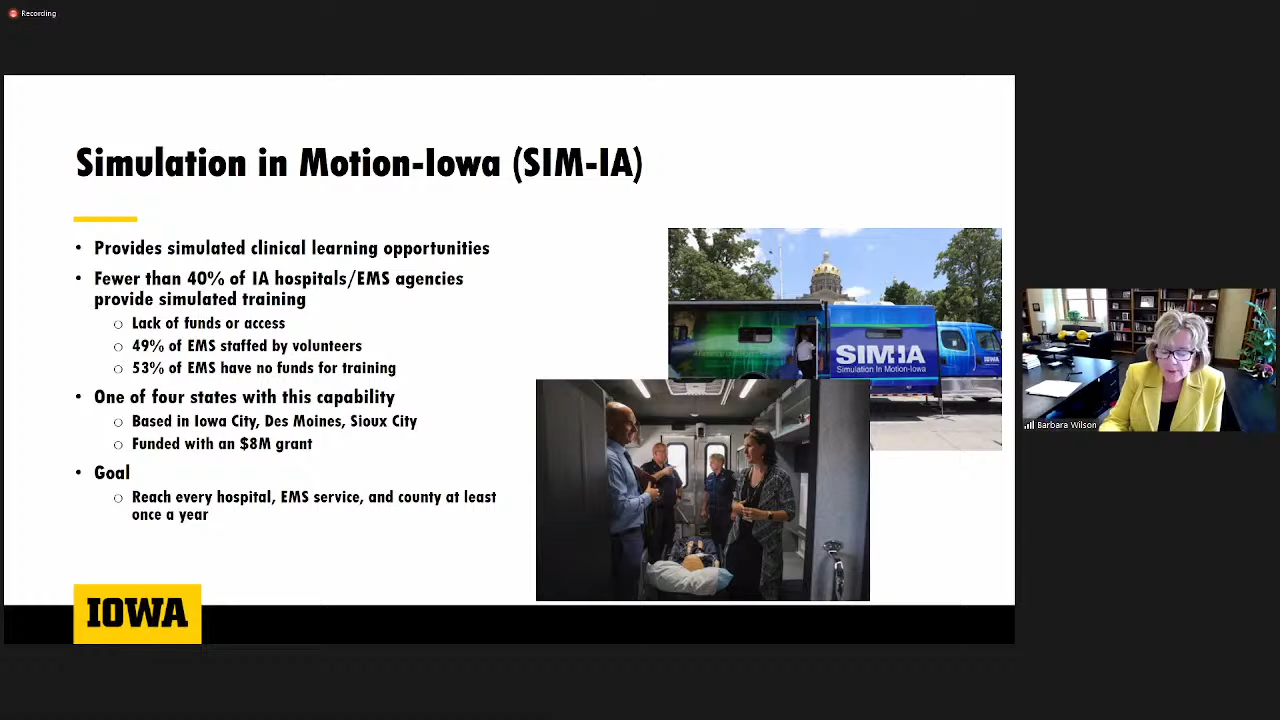 Recording
Simulation in Motion-Iowa (SIM-IA)
• Provides simulated clinical learning opportunities
• Fewer than 40% of IA hospitals/EMS agencies
provide simulated training
○ Lack of funds or access
○ 49% of EMS staffed by volunteers
○ 53% of EMS have no funds for training
• One of four states with this capability
○ Based in Iowa City, Des Moines, Sioux City
○ Funded with an $8M grant
• Goal
○ Reach every hospital, EMS service, and county at least
once a year
SIM-IA
Simulation In Motion-Iowa
IOWA
Barbara Wilson
IOWA